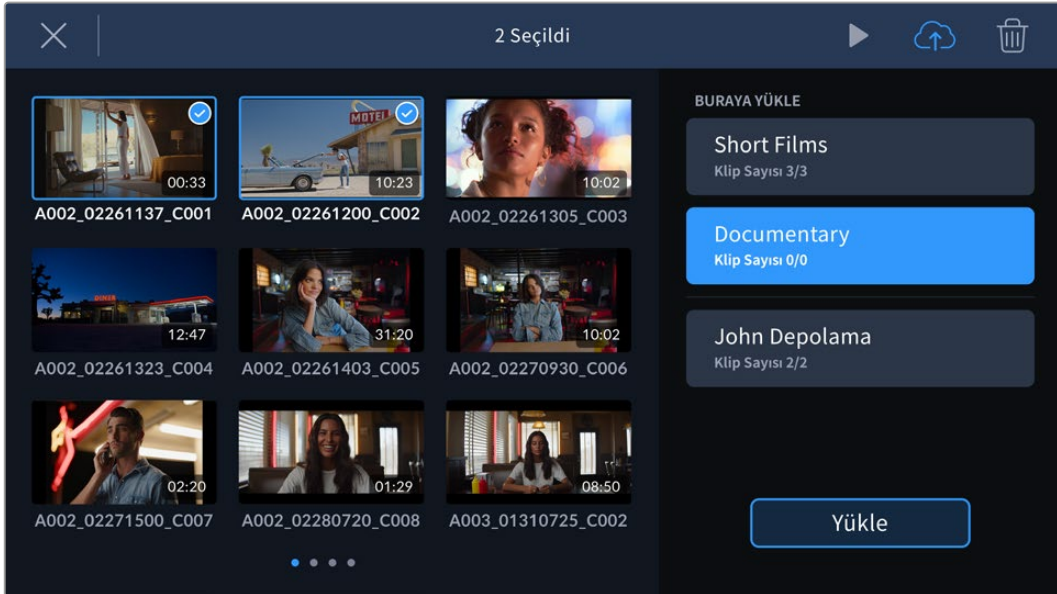 2 Seçildi
MOTEL
00:33
10:23
10:02
A002_02261137_C001
A002_02261200_C002
A002_02261305_C003
DINER
12:47
31:20
10:02
A002_02261323_C004
A002_02261403_C005
A002_02270930_C006
02:20
01:29
08:50
A002_02271500_C007
A002_02280720_C008
A003_01310725_C002
BURAYA YÜKLE
Short Films
Klip Sayısı 3/3
Documentary
Klip Sayısı 0/0
John Depolama
Klip Sayısı 2/2
Yükle